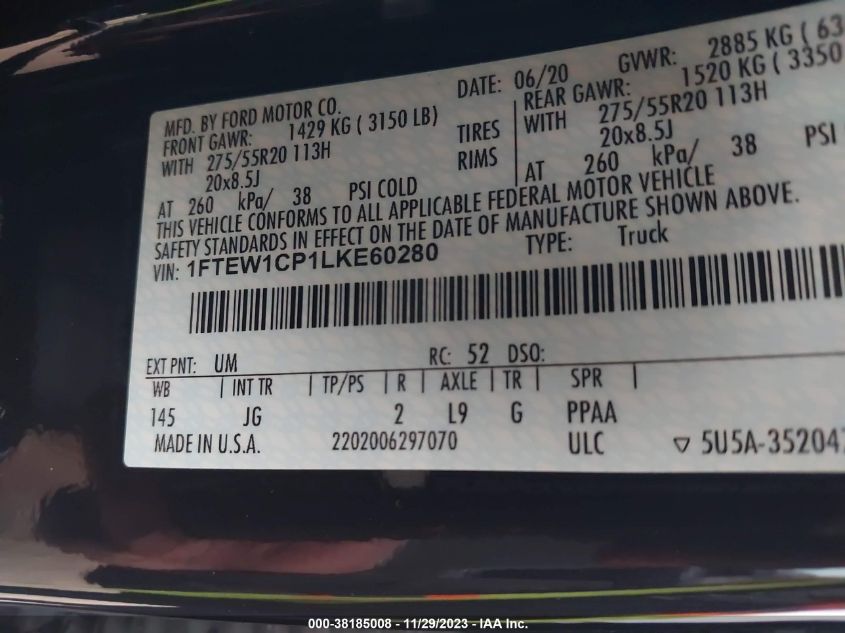 MFD. BY FORD MOTOR CO. DATE: 06/20 GVWR: 2885 KG ( 63
FRONT GAWR: 1429 KG ( 3150 LB) REAR GAWR: 1520 KG ( 3350
WITH 275/55R20 113H TIRES WITH 275/55R20 113H
20x8.5J RIMS 20x8.5J
AT 260 kPa/ 38 PSI COLD AT 260 kPa/ 38 PSI
THIS VEHICLE CONFORMS TO ALL APPLICABLE FEDERAL MOTOR VEHICLE
SAFETY STANDARDS IN EFFECT ON THE DATE OF MANUFACTURE SHOWN ABOVE.
VIN: 1FTEW1CP1LKE60280 TYPE: Truck
EXT PNT: UM RC: 52 DSO:
WB | INT TR | TP/PS | R | AXLE | TR | SPR |
145 JG 2 L9 G PPAA
MADE IN U.S.A. 2202006297070 ULC ▽ 5U5A-35204
000-38185008 - 11/29/2023 - IAA Inc.